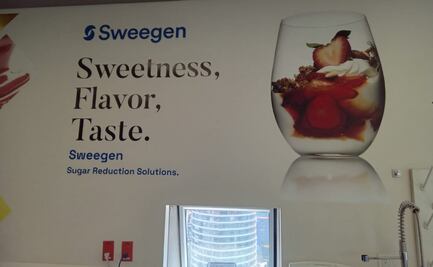 Sweegen
Sweetness,
Flavor,
Taste.
Sweegen
Sugar Reduction Solutions.